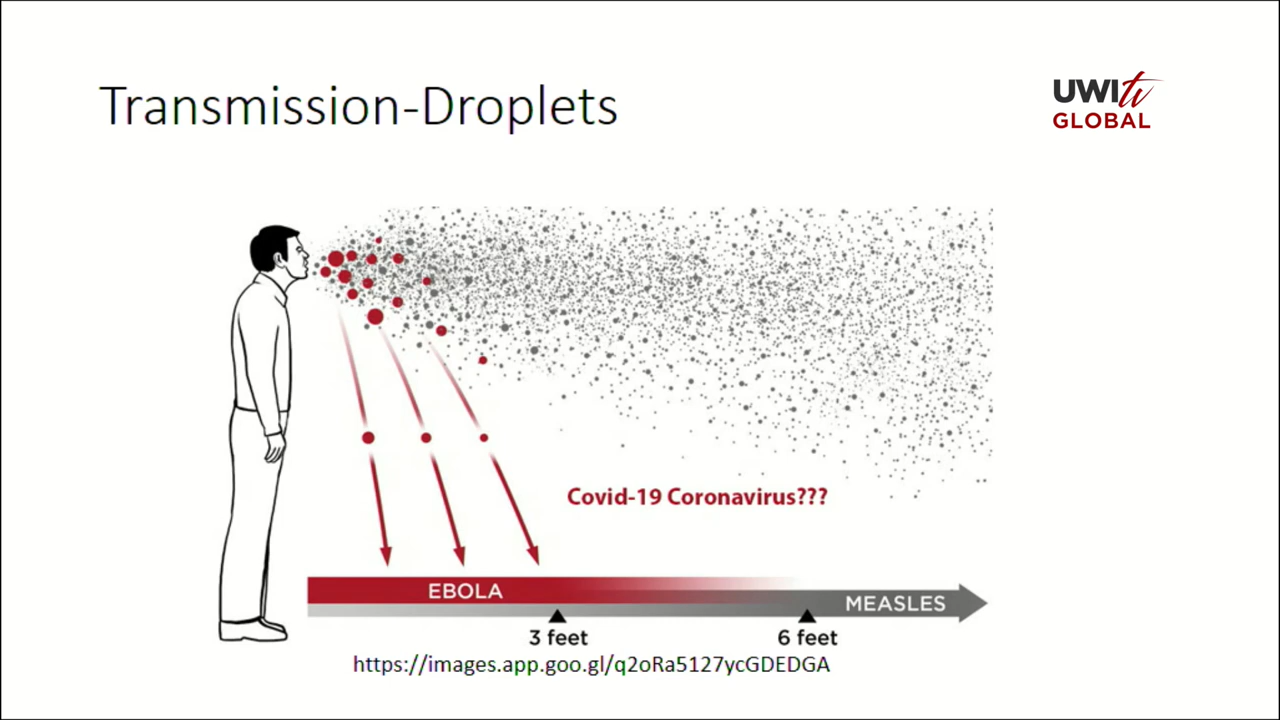 Transmission-Droplets
UWI tv
GLOBAL
Covid-19 Coronavirus???
EBOLA
MEASLES
3 feet
6 feet
https://images.app.goo.gl/q2oRa5127ycGDEDGA